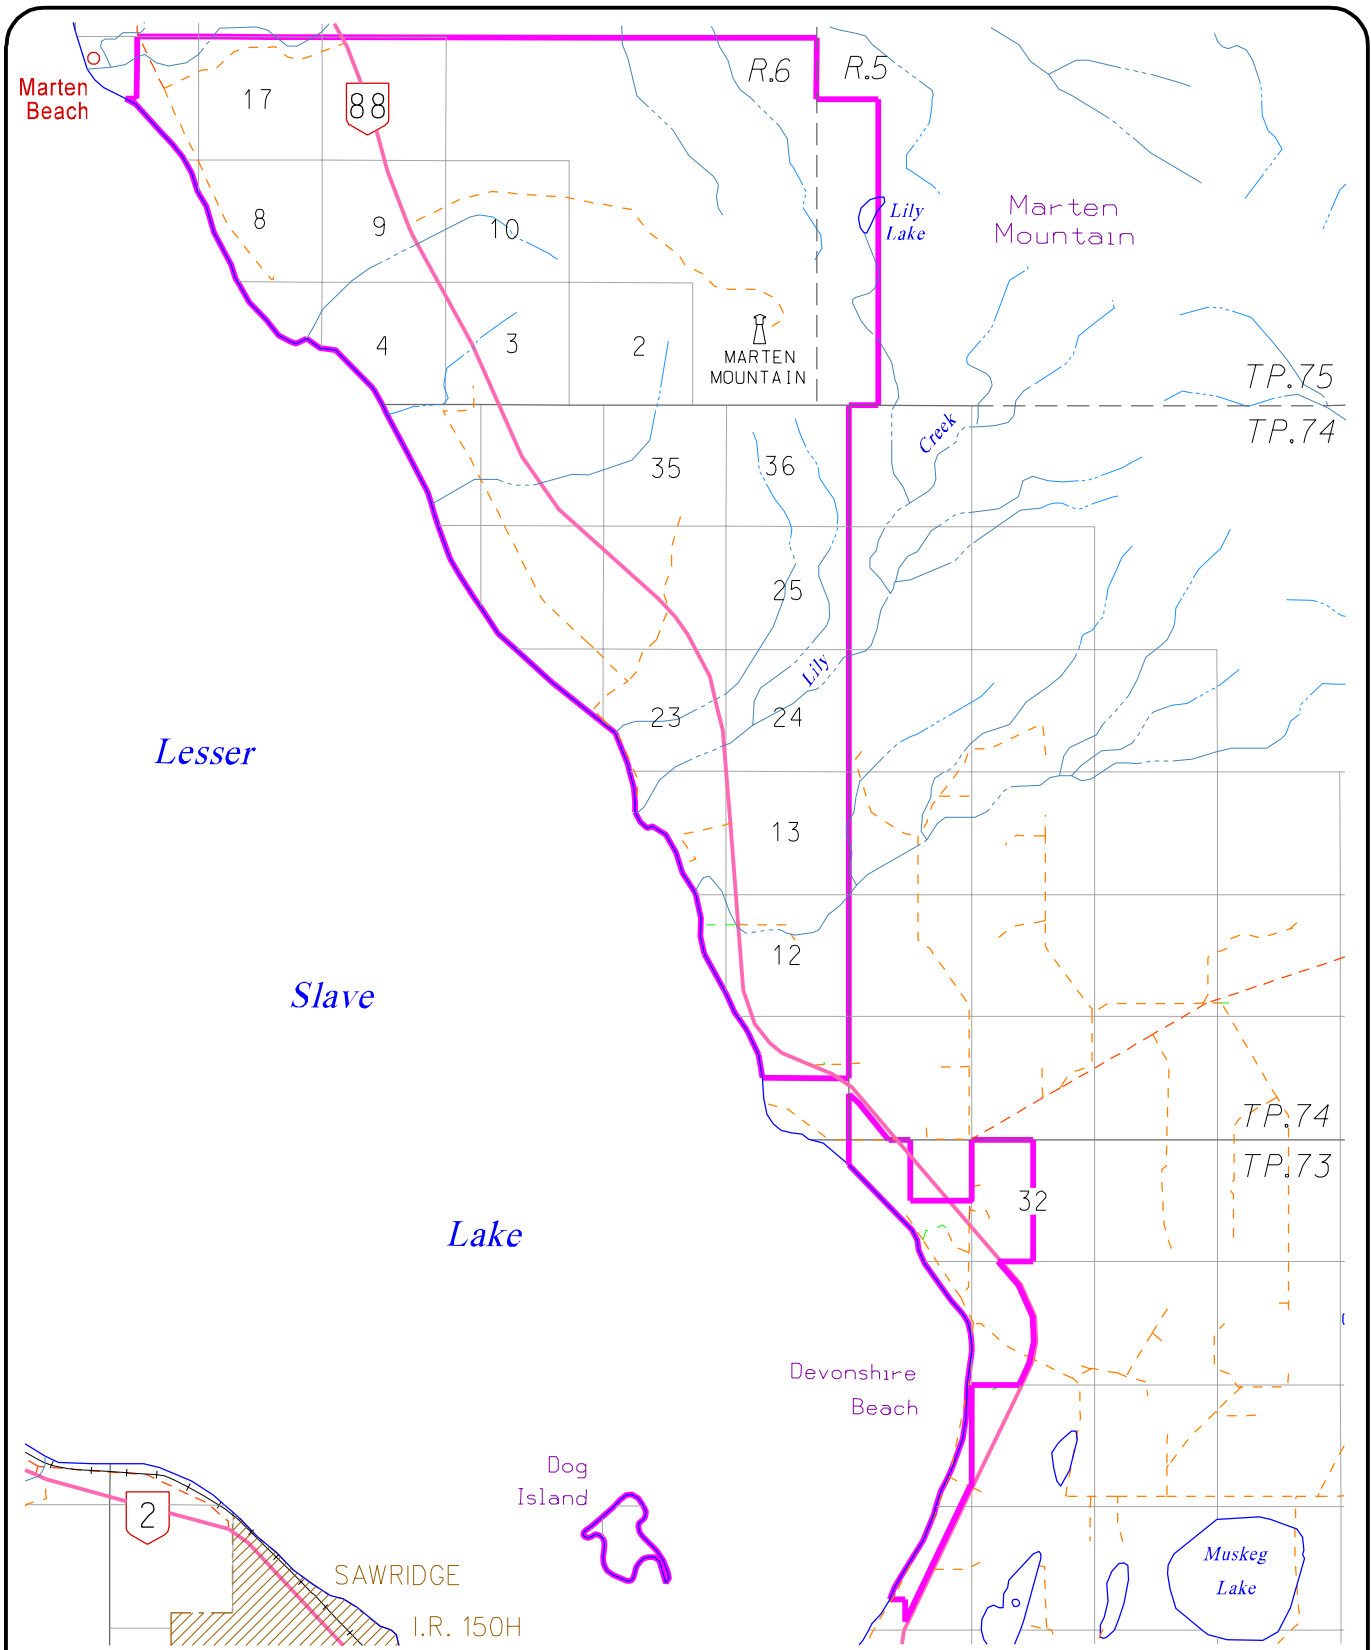 R.6
R.5
Marten
Beach
17
88
8
9
10
Lily
Lake
Marten
Mountain
4
3
2
MARTEN
MOUNTAIN
TP.75
TP.74
Creek
35
36
25
Lily
23
24
Lesser
13
12
Slave
TP.74
TP.73
32
Lake
Devonshire
Beach
Dog
Island
2
Muskeg
Lake
SAWRIDGE
I.R. 150H